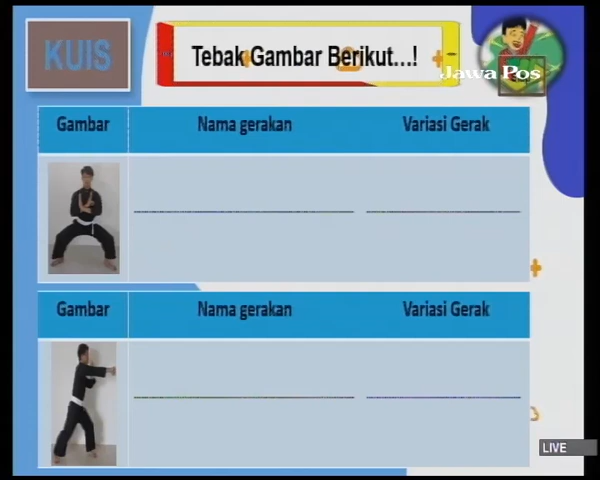 KUIS
Tebak Gambar Berikut...!
Jawa Pos
Gambar
Nama gerakan
Variasi Gerak
Gambar
Nama gerakan
Variasi Gerak
LIVE